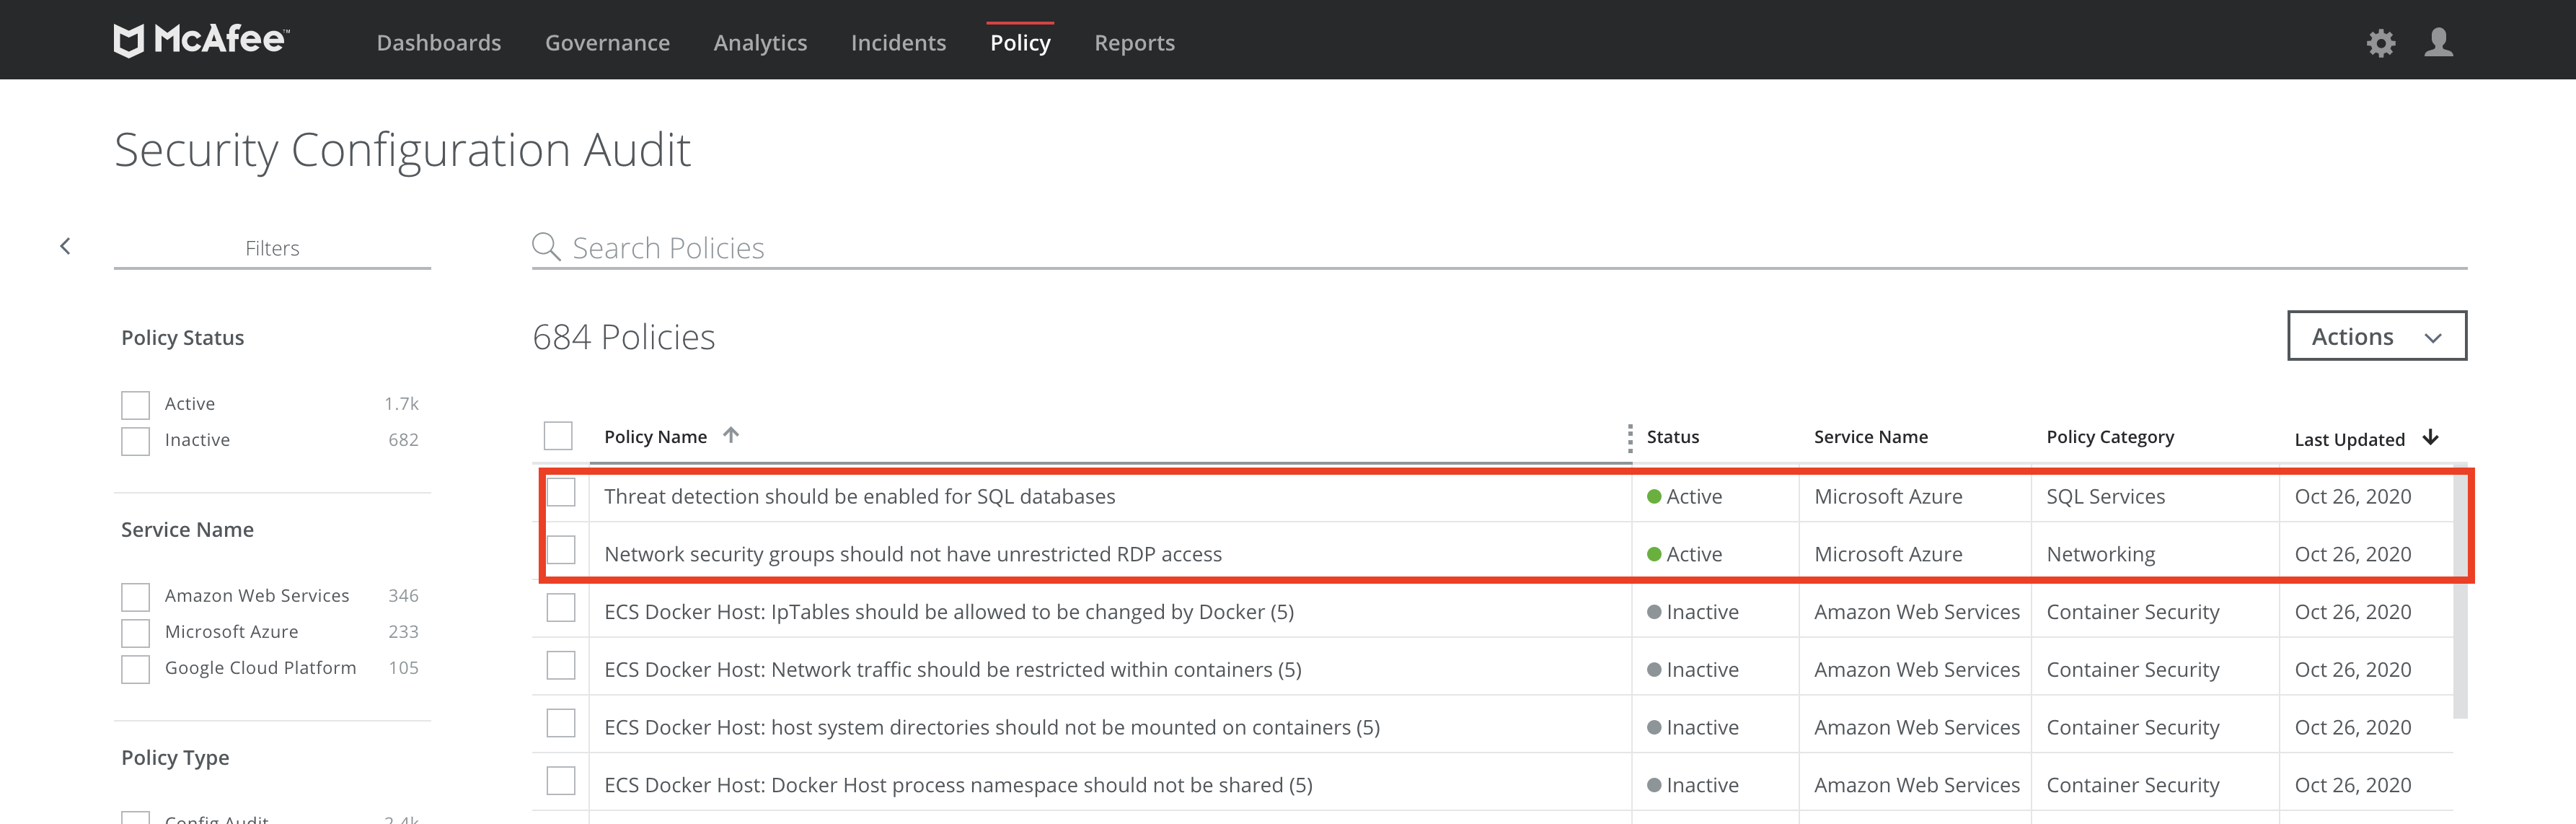 McAfee™
Dashboards Governance Analytics Incidents Policy Reports
Security Configuration Audit
Filters
Search Policies
Policy Status
Active 1.7k
Inactive 682
Service Name
Amazon Web Services 346
Microsoft Azure 233
Google Cloud Platform 105
Policy Type
Config Audit 2.4k
684 Policies
Actions
Policy Name Status Service Name Policy Category Last Updated
Threat detection should be enabled for SQL databases Active Microsoft Azure SQL Services Oct 26, 2020
Network security groups should not have unrestricted RDP access Active Microsoft Azure Networking Oct 26, 2020
ECS Docker Host: IpTables should be allowed to be changed by Docker (5) Inactive Amazon Web Services Container Security Oct 26, 2020
ECS Docker Host: Network traffic should be restricted within containers (5) Inactive Amazon Web Services Container Security Oct 26, 2020
ECS Docker Host: host system directories should not be mounted on containers (5) Inactive Amazon Web Services Container Security Oct 26, 2020
ECS Docker Host: Docker Host process namespace should not be shared (5) Inactive Amazon Web Services Container Security Oct 26, 2020